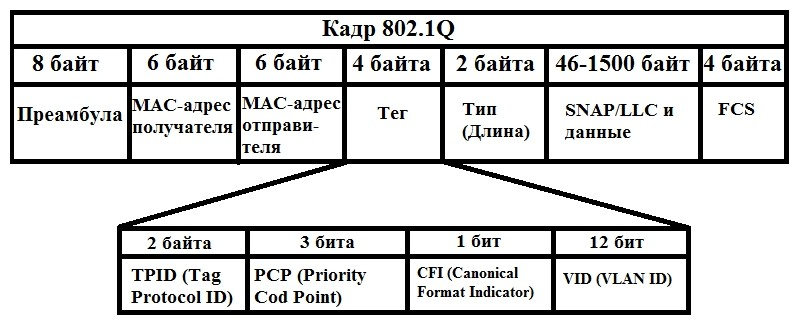 Кадр 802.1Q
8 байт 6 байт 6 байт 4 байта 2 байта 46-1500 байт 4 байта
Преамбула
МАС-адрес
получателя
МАС-адрес
отправи-
теля
Тег
Тип
(Длина)
SNAP/LLC и
данные
FCS
2 байта 3 бита 1 бит 12 бит
TPID (Tag
Protocol ID)
PCP (Priority
Cod Point)
CFI (Canonical
Format Indicator)
VID (VLAN ID)